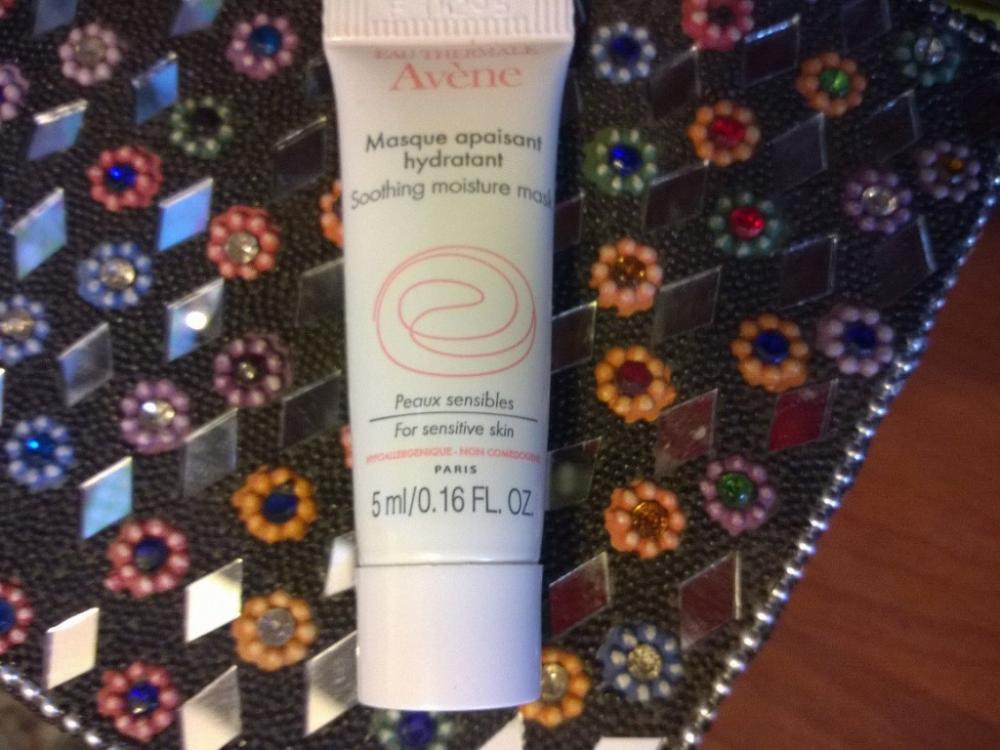 EAU THERMALE
Avène
Masque apaisant
hydratant
Soothing moisture mask
Peaux sensibles
For sensitive skin
HYPOALLERGENIQUE - NON COMEDOGENE
PARIS
5 ml/0.16 FL. OZ.